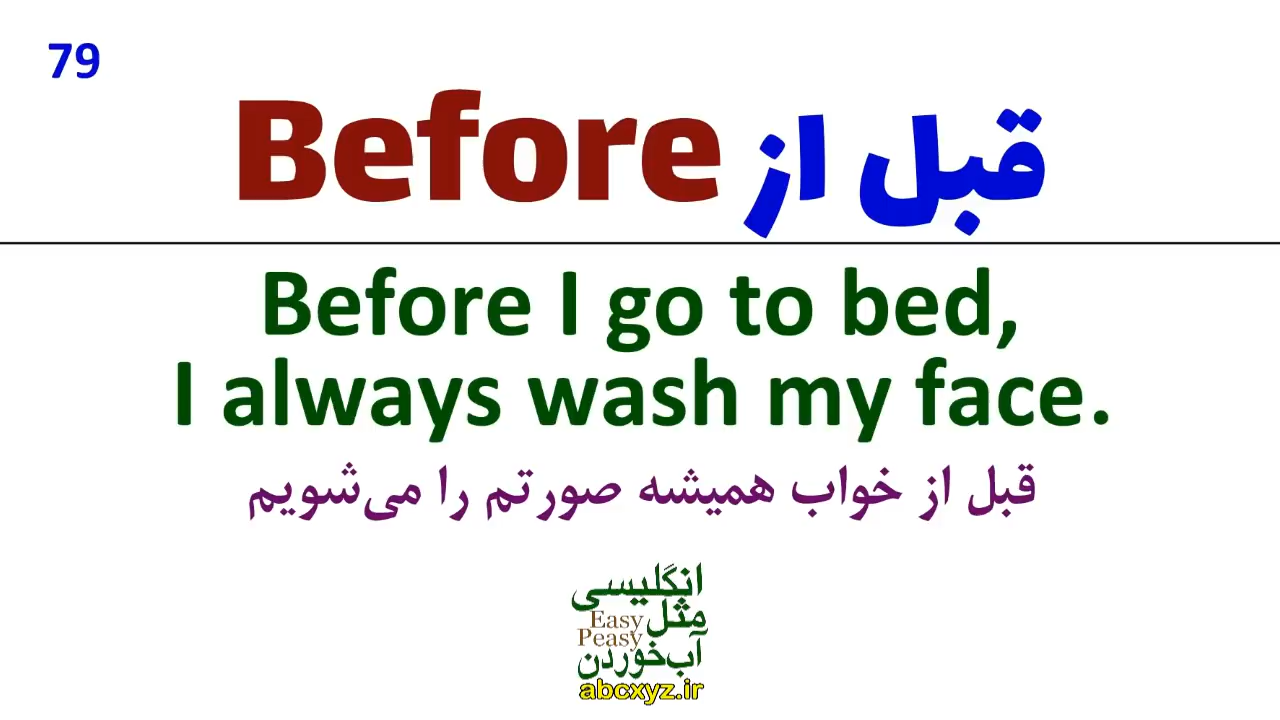 79
Before قبل از
Before I go to bed,
I always wash my face.
قبل از خواب همیشه صورتم را می‌شویم
انگلیسی
مثل Easy
Peasy
آب‌خوردن
abcxyz.ir